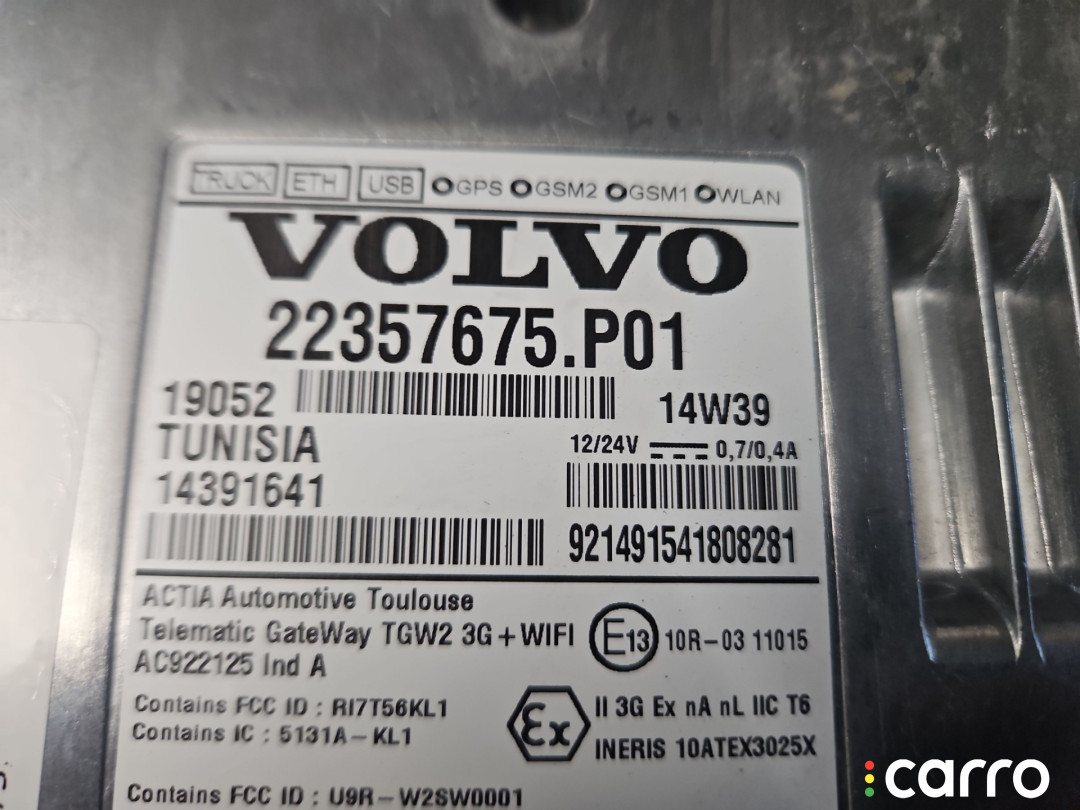 TRUCK ETH USB GPS GSM2 GSM1 WLAN
VOLVO
22357675.P01
19052 14W39
TUNISIA 12/24V 0,7/0,4A
14391641
921491541808281
ACTIA Automotive Toulouse
Telematic GateWay TGW2 3G+WIFI E13 10R-03 11015
AC922125 Ind A
Contains FCC ID : RI7T56KL1 Ex II 3G Ex nA nL IIC T6
Contains IC : 5131A-KL1 INERIS 10ATEX3025X
Contains FCC ID : U9R-W2SW0001
carro